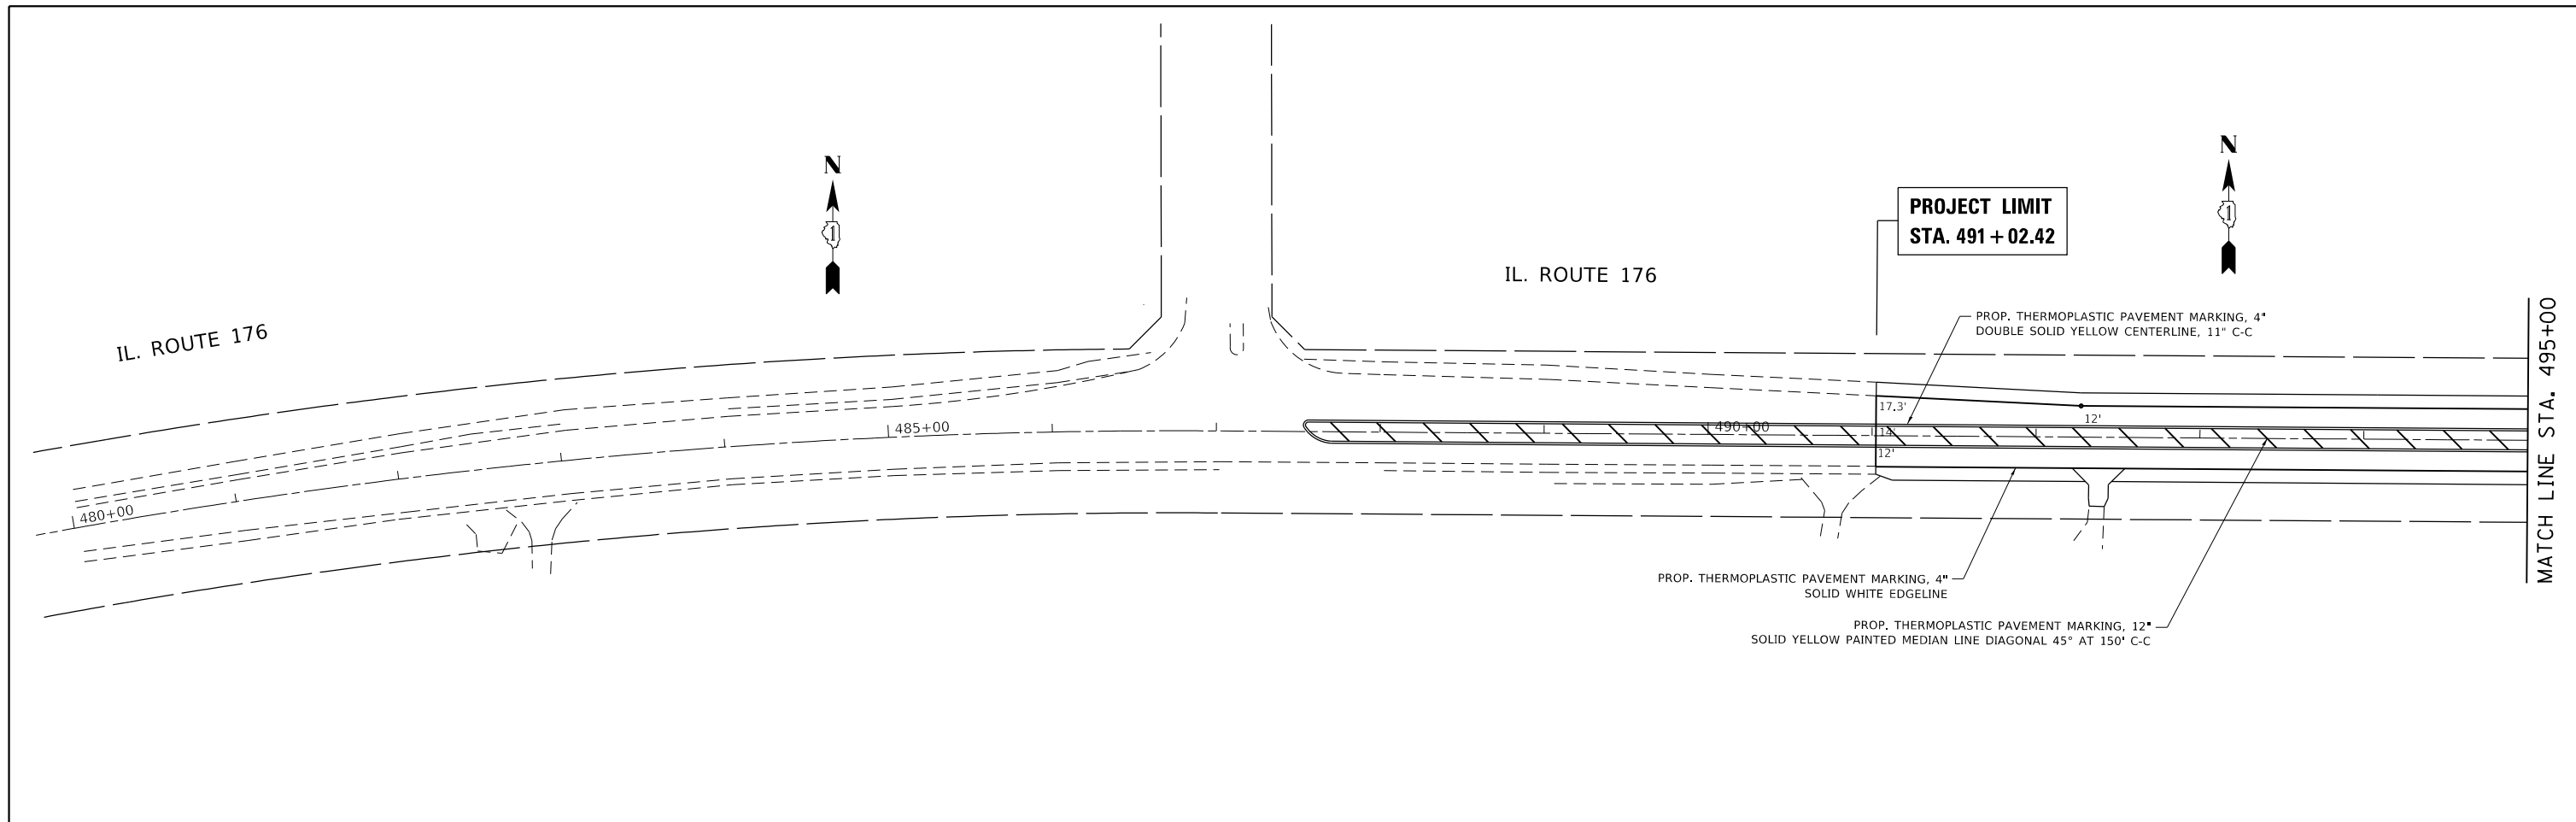 N
1
N
1
PROJECT LIMIT
STA. 491+02.42
IL. ROUTE 176
IL. ROUTE 176
PROP. THERMOPLASTIC PAVEMENT MARKING, 4"
DOUBLE SOLID YELLOW CENTERLINE, 11" C-C
MATCH LINE STA. 495+00
480+00
485+00
490+00
17.3'
14'
12'
12'
PROP. THERMOPLASTIC PAVEMENT MARKING, 4"
SOLID WHITE EDGELINE
PROP. THERMOPLASTIC PAVEMENT MARKING, 12"
SOLID YELLOW PAINTED MEDIAN LINE DIAGONAL 45° AT 150' C-C